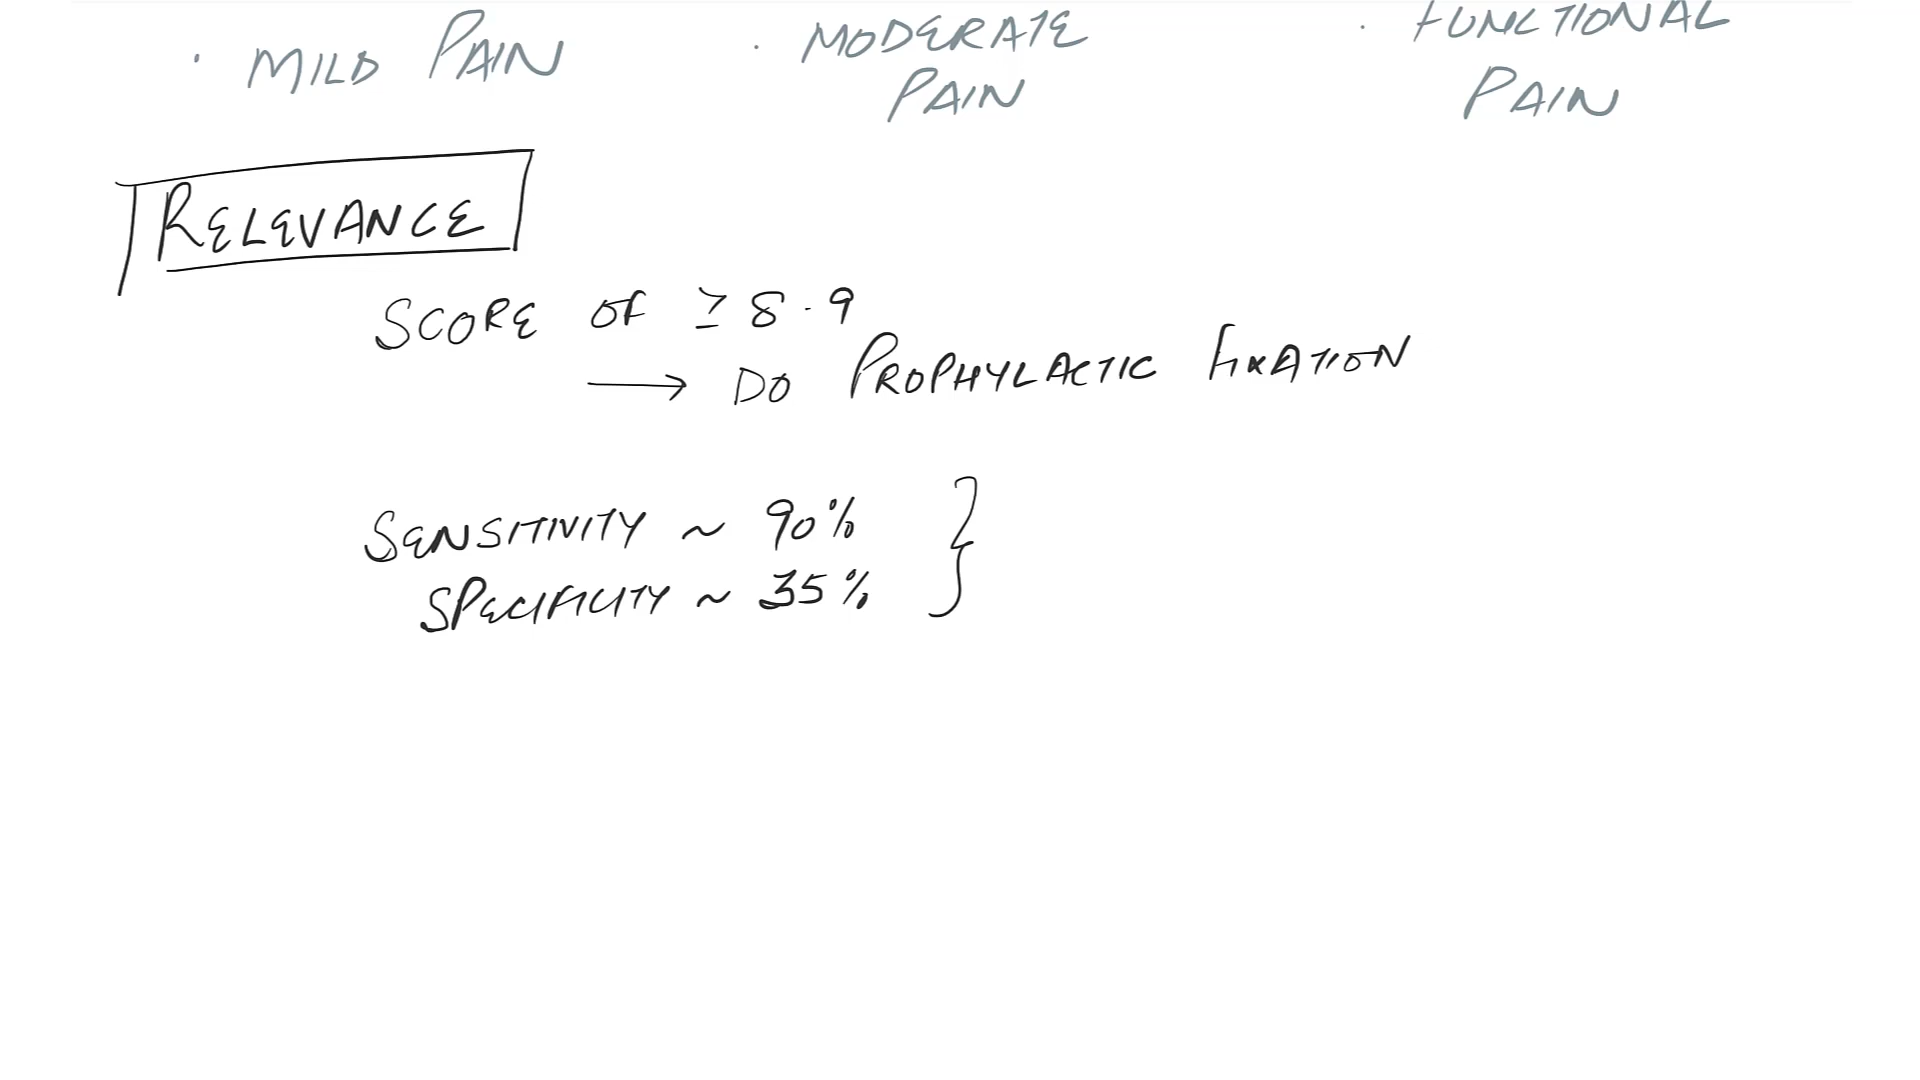 · MILD PAIN
· MODERATE PAIN
· FUNCTIONAL PAIN
RELEVANCE
SCORE OF ≥ 8.9
→ DO PROPHYLACTIC FIXATION
SENSITIVITY ~ 90% }
SPECIFICITY ~ 35%